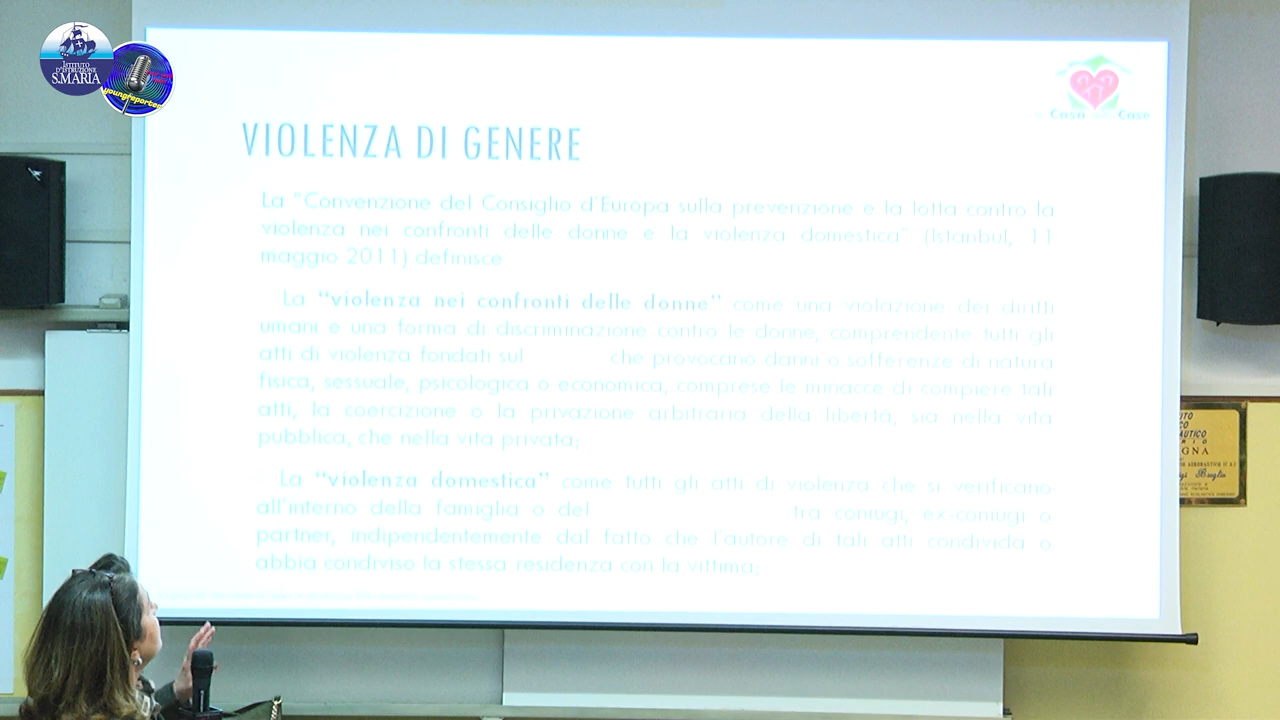 ISTITUTO
D'ISTRUZIONE
S.MARIA
youngreporter
Casa Case
VIOLENZA DI GENERE
La "Convenzione del Consiglio d'Europa sulla prevenzione e la lotta contro la
violenza nei confronti delle donne e la violenza domestica" (Istanbul, 11
maggio 2011) definisce
La "violenza nei confronti delle donne" come una violazione dei diritti
umani e una forma di discriminazione contro le donne, comprendente tutti gli
atti di violenza fondati sul che provocano danni o sofferenze di natura
fisica, sessuale, psicologica o economica, comprese le minacce di compiere tali
atti, la coercizione o la privazione arbitraria della libertà, sia nella vita
pubblica, che nella vita privata;
La "violenza domestica" come tutti gli atti di violenza che si verificano
all'interno della famiglia o del tra coniugi, ex-coniugi o
partner, indipendentemente dal fatto che l'autore di tali atti condivida o
abbia condiviso la stessa residenza con la vittima;